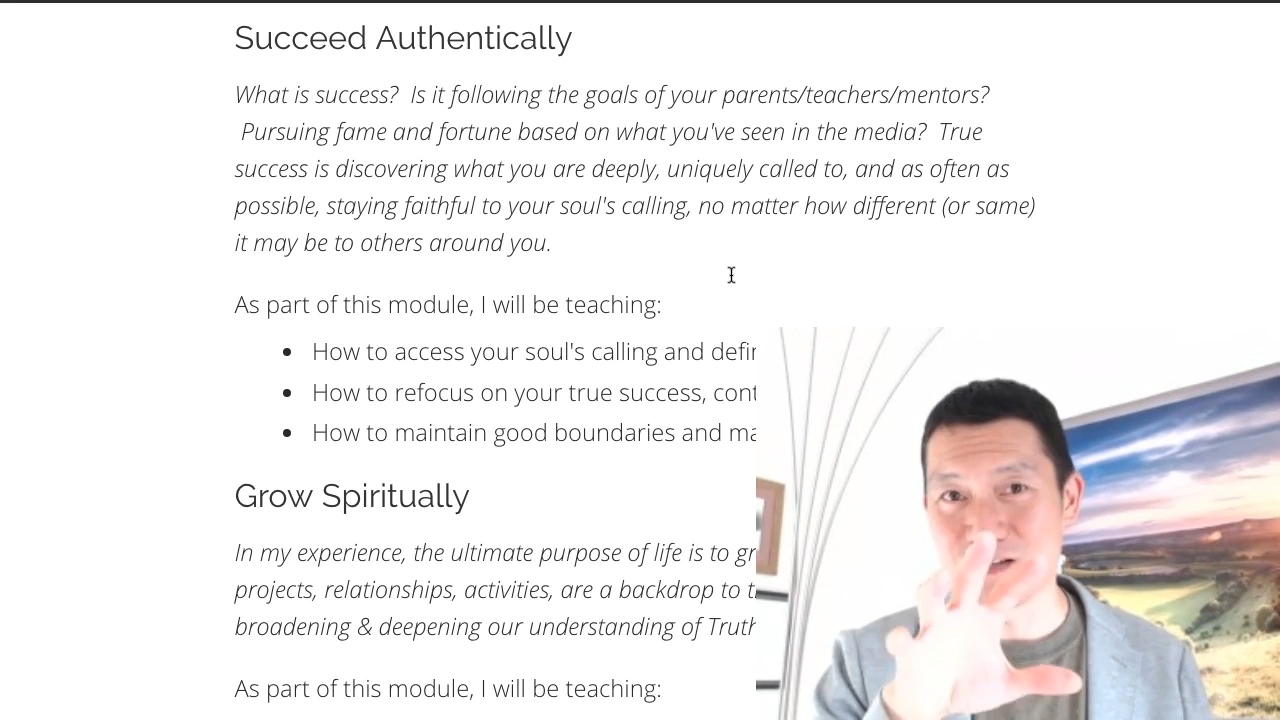 Succeed Authentically
What is success?  Is it following the goals of your parents/teachers/mentors?
Pursuing fame and fortune based on what you've seen in the media?  True
success is discovering what you are deeply, uniquely called to, and as often as
possible, staying faithful to your soul's calling, no matter how different (or same)
it may be to others around you.
As part of this module, I will be teaching:
• How to access your soul's calling and
• How to refocus on your true success,
• How to maintain good boundaries and
Grow Spiritually
In my experience, the ultimate purpose of life is to
projects, relationships, activities, are a backdrop to
broadening & deepening our understanding of Truth
As part of this module, I will be teaching: